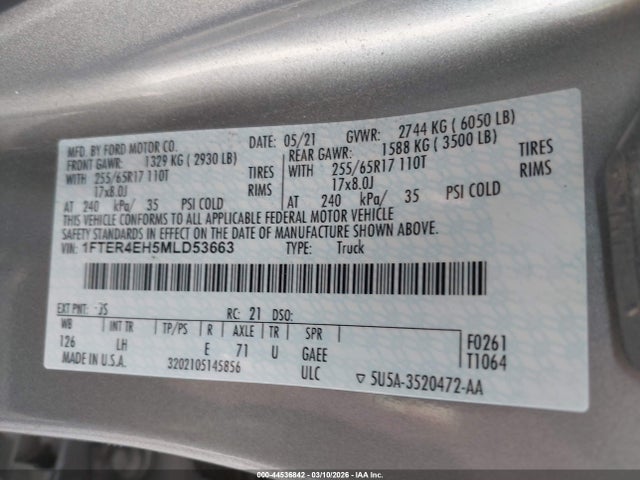 MFD. BY FORD MOTOR CO. DATE: 05/21 GVWR: 2744 KG ( 6050 LB)
FRONT GAWR: 1329 KG ( 2930 LB) REAR GAWR: 1588 KG ( 3500 LB)
WITH 255/65R17 110T TIRES WITH 255/65R17 110T TIRES
17x8.0J RIMS 17x8.0J RIMS
AT 240 kPa/ 35 PSI COLD AT 240 kPa/ 35 PSI COLD
THIS VEHICLE CONFORMS TO ALL APPLICABLE FEDERAL MOTOR VEHICLE
SAFETY STANDARDS IN EFFECT ON THE DATE OF MANUFACTURE SHOWN ABOVE.
VIN: 1FTER4EH5MLD53663 TYPE: Truck
EXT PNT: RC: 21 DSO:
WB INT TR TP/PS R AXLE TR SPR F0261
126 LH E 71 U GAEE T1064
MADE IN U.S.A. 3202105145856 ULC ▽ 5U5A-3520472-AA
000-44536842 - 03/10/2026 - IAA Inc.